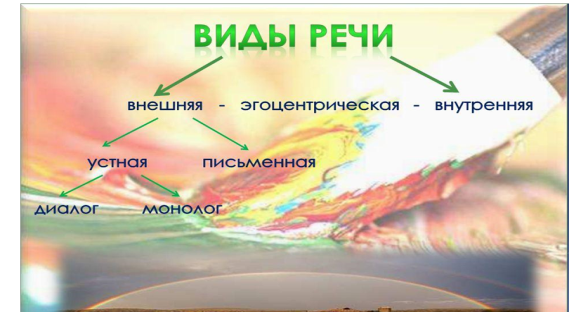 ВИДЫ РЕЧИ
внешняя - эгоцентрическая - внутренняя
устная письменная
диалог монолог